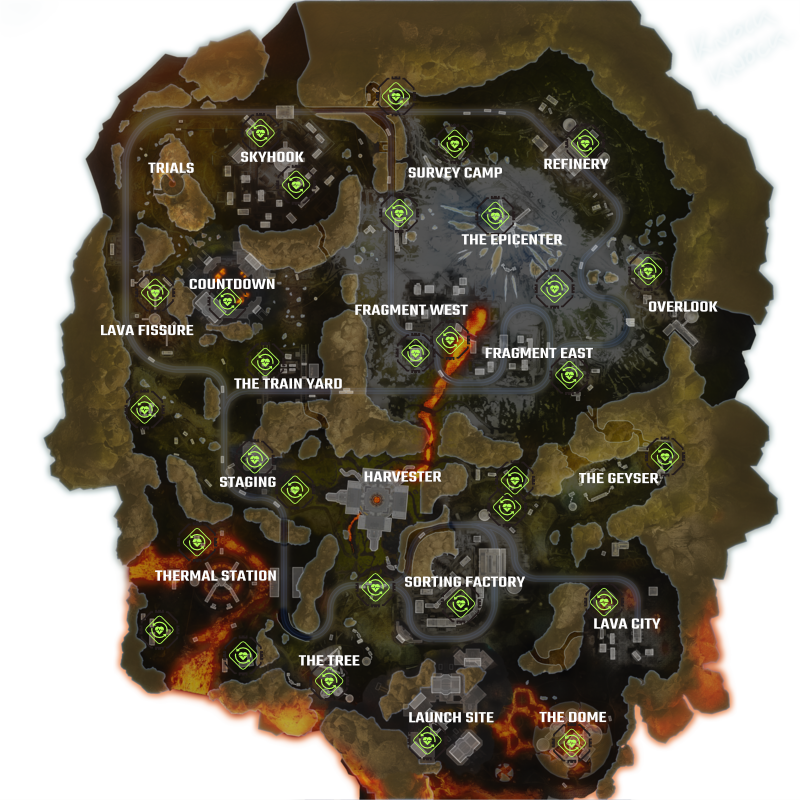 SKYHOOK
TRIALS
SURVEY CAMP
REFINERY
THE EPICENTER
COUNTDOWN
OVERLOOK
FRAGMENT WEST
LAVA FISSURE
FRAGMENT EAST
THE TRAIN YARD
HARVESTER
THE GEYSER
STAGING
THERMAL STATION
SORTING FACTORY
LAVA CITY
THE TREE
LAUNCH SITE
THE DOME